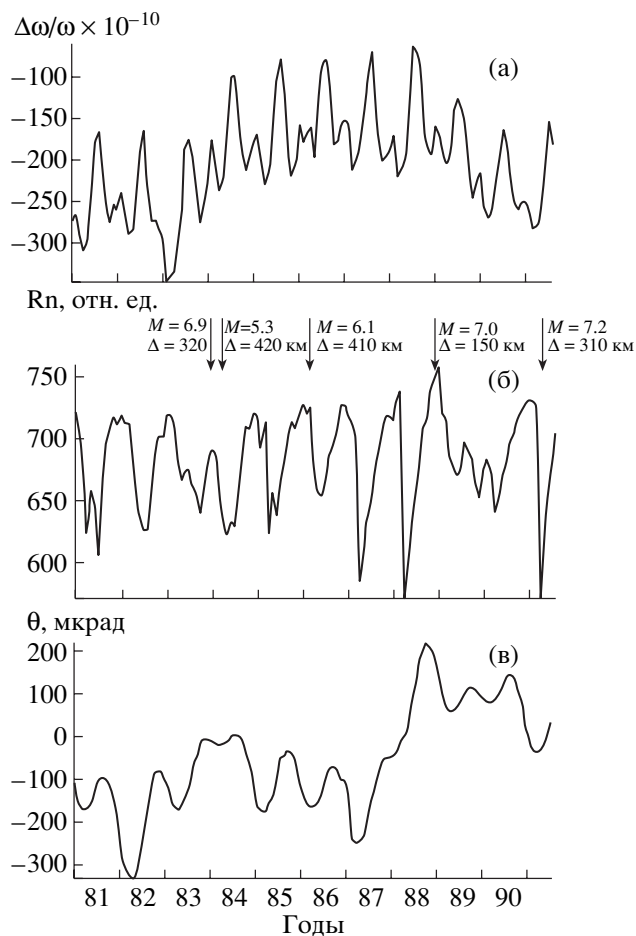 Δω/ω × 10⁻¹⁰
(а)
−100
−150
−200
−250
−300
Rn, отн. ед.
M = 6.9
Δ = 320
M=5.3
Δ = 420 км
M = 6.1
Δ = 410 км
M = 7.0
Δ = 150 км
M = 7.2
Δ = 310 км
(б)
750
700
650
600
θ, мкрад
(в)
200
100
0
−100
−200
−300
81 82 83 84 85 86 87 88 89 90
Годы